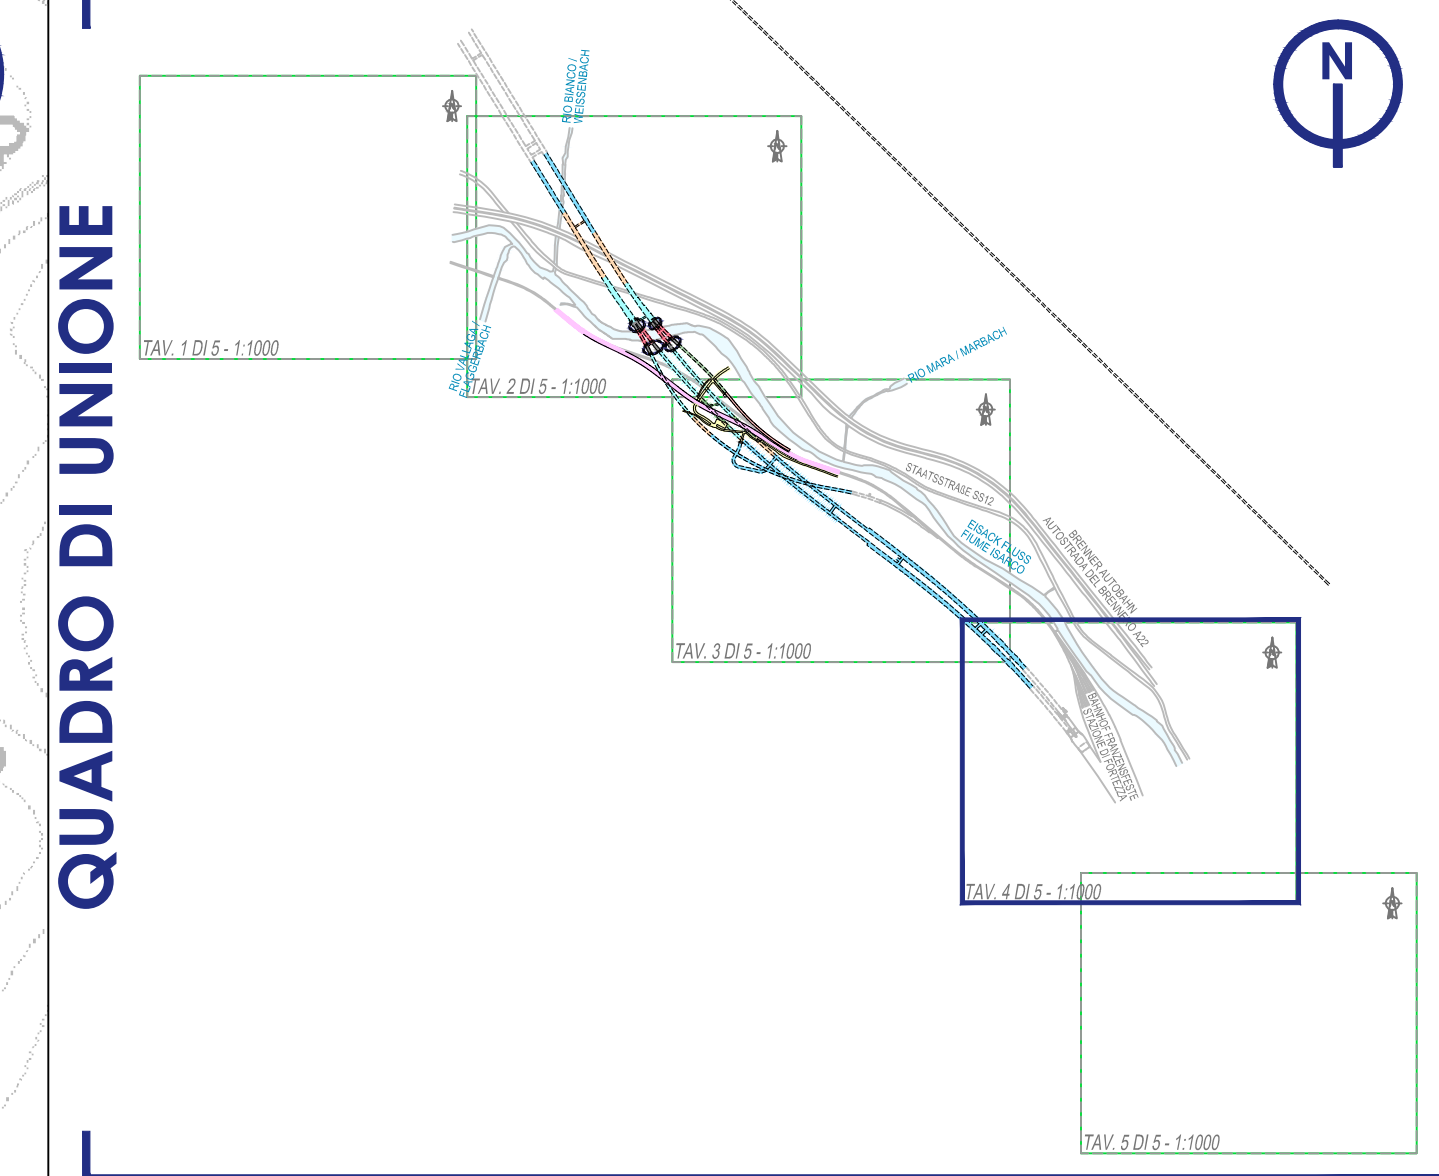 QUADRO DI UNIONE
N
RIO BIANCO /
WEISSENBACH
TAV. 1 DI 5 - 1:1000
RIO VALLAGA /
FLAGGERBACH
TAV. 2 DI 5 - 1:1000
RIO MARA / MARBACH
STAATSSTRAßE SS12
EISACK FLUSS
FIUME ISARCO
BRENNER AUTOBAHN
AUTOSTRADA DEL BRENNERO A22
TAV. 3 DI 5 - 1:1000
BAHNHOF FRANZENSFESTE
STAZIONE DI FORTEZZA
TAV. 4 DI 5 - 1:1000
TAV. 5 DI 5 - 1:1000